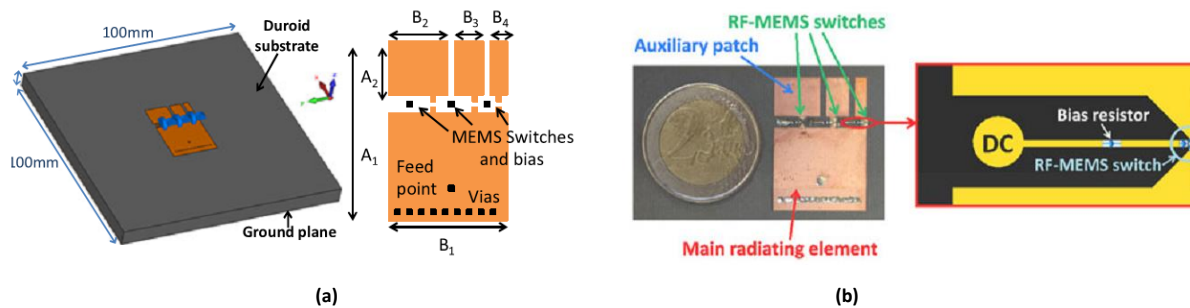 100mm
Duroid
substrate
100mm
Ground plane
B₂
B₃
B₄
A₂
A₁
MEMS Switches
and bias
Feed
point
Vias
B₁
(a)
RF-MEMS switches
Auxiliary patch
Main radiating element
Bias resistor
DC
RF-MEMS switch
(b)